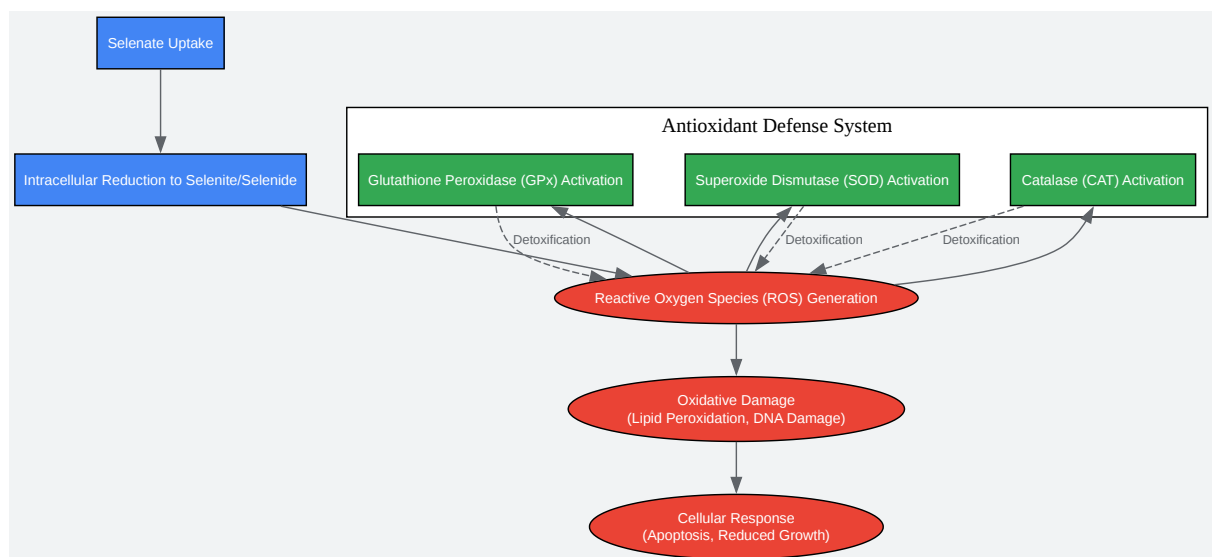 Selenate Uptake
Antioxidant Defense System
Intracellular Reduction to Selenite/Selenide
Glutathione Peroxidase (GPx) Activation
Superoxide Dismutase (SOD) Activation
Catalase (CAT) Activation
Detoxification
Detoxification
Detoxification
Reactive Oxygen Species (ROS) Generation
Oxidative Damage
(Lipid Peroxidation, DNA Damage)
Cellular Response
(Apoptosis, Reduced Growth)